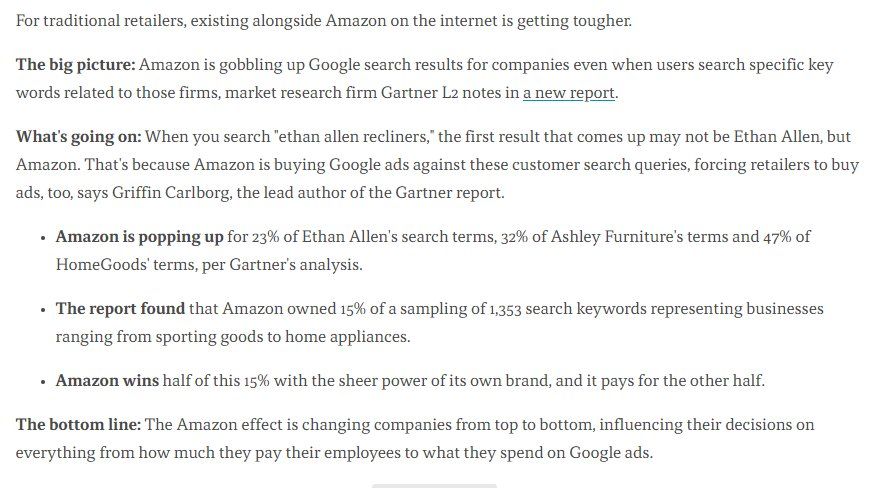 For traditional retailers, existing alongside Amazon on the internet is getting tougher.
The big picture: Amazon is gobbling up Google search results for companies even when users search specific key
words related to those firms, market research firm Gartner L2 notes in a new report.
What's going on: When you search "ethan allen recliners," the first result that comes up may not be Ethan Allen, but
Amazon. That's because Amazon is buying Google ads against these customer search queries, forcing retailers to buy
ads, too, says Griffin Carlborg, the lead author of the Gartner report.
• Amazon is popping up for 23% of Ethan Allen's search terms, 32% of Ashley Furniture's terms and 47% of
HomeGoods' terms, per Gartner's analysis.
• The report found that Amazon owned 15% of a sampling of 1,353 search keywords representing businesses
ranging from sporting goods to home appliances.
• Amazon wins half of this 15% with the sheer power of its own brand, and it pays for the other half.
The bottom line: The Amazon effect is changing companies from top to bottom, influencing their decisions on
everything from how much they pay their employees to what they spend on Google ads.